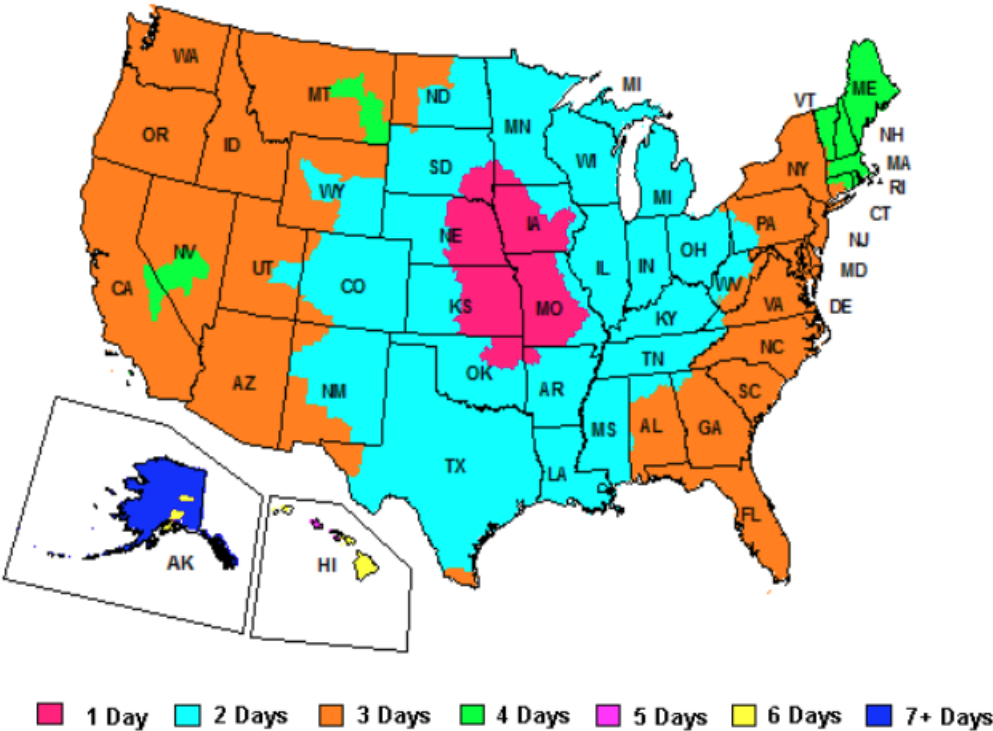 WA
MT
ND
MI
ME
VT
OR
ID
MN
NH
SD
WI
NY
MA
WY
MI
RI
CT
NE
IA
PA
NV
OH
NJ
UT
IL
IN
WV
MD
CA
CO
KS
MO
KY
VA
DE
NC
TN
AZ
NM
OK
AR
SC
MS
AL
GA
TX
LA
FL
AK
HI
1 Day
2 Days
3 Days
4 Days
5 Days
6 Days
7+ Days